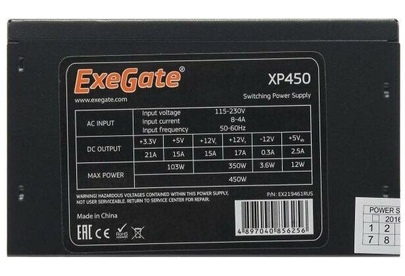 ExeGate®
www.exegate.com
XP450
Switching Power Supply
AC INPUT
Input voltage 115-230V
Input current 8-4A
Input frequency 50-60Hz
DC OUTPUT
+3.3V +5V +12V1 +12V2 -12V +5Vsb
21A 15A 15A 17A 0.3A 2.5A
MAX POWER
103W 350W 3.6W 12W
450W
WARNING! HAZARDOUS VOLTAGES CONTAINED WITHIN THIS POWER SUPPLY.
NOT USER SERVICEABLE. RETURN TO SERVICE CENTER FOR REPAIR.
Made in China
P/N: EX219461RUS
EAC CE RoHS
4 897040 856256
POWER S
2016
1 2
7 8